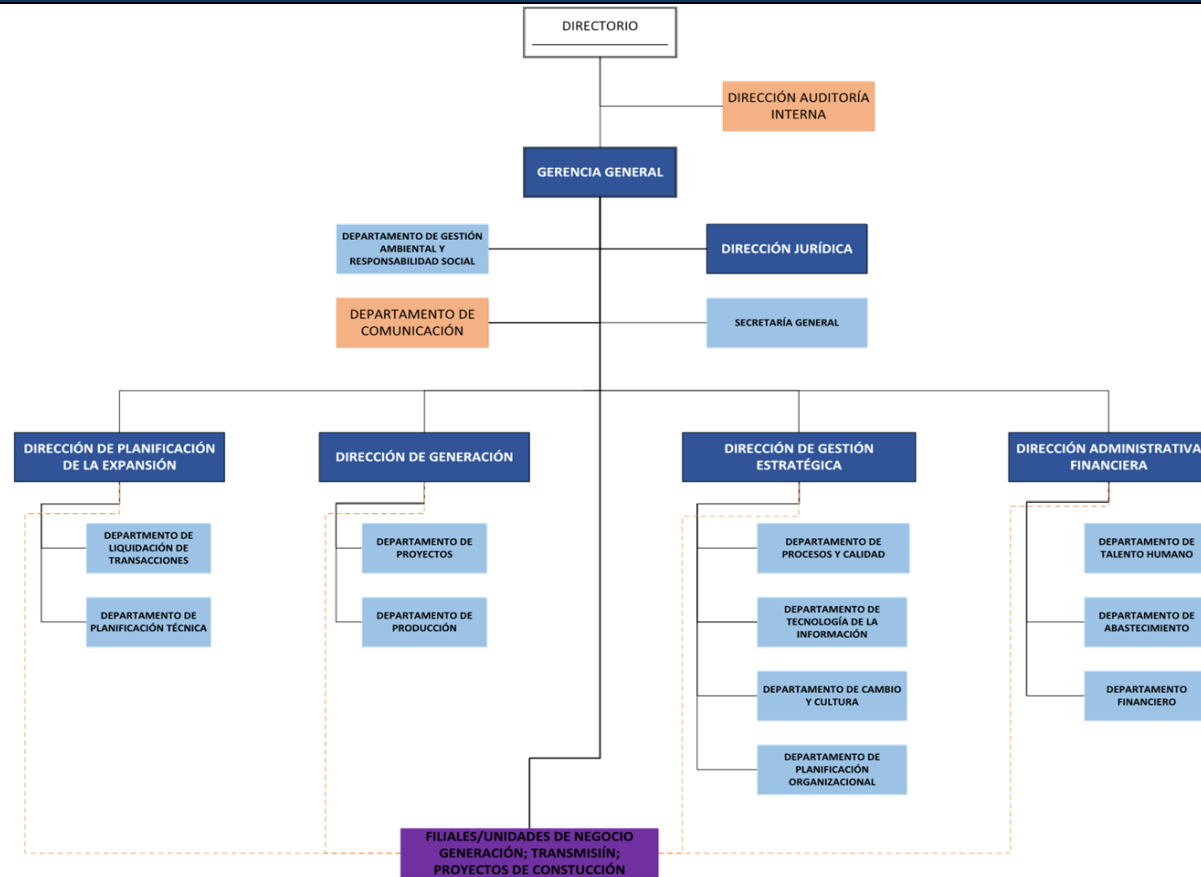 DIRECTORIO
DIRECCIÓN AUDITORÍA
INTERNA
GERENCIA GENERAL
DEPARTAMENTO DE GESTIÓN
AMBIENTAL Y
RESPONSABILIDAD SOCIAL
DIRECCIÓN JURÍDICA
DEPARTAMENTO DE
COMUNICACIÓN
SECRETARÍA GENERAL
DIRECCIÓN DE PLANIFICACIÓN
DE LA EXPANSIÓN
DIRECCIÓN DE GENERACIÓN
DIRECCIÓN DE GESTIÓN
ESTRATÉGICA
DIRECCIÓN ADMINISTRATIVA
FINANCIERA
DEPARTMENTO DE
LIQUIDACIÓN DE
TRANSACCIONES
DEPARTAMENTO DE
PLANIFICACIÓN TÉCNICA
DEPARTAMENTO DE
PROYECTOS
DEPARTAMENTO DE
PRODUCCIÓN
DEPARTAMENTO DE
PROCESOS Y CALIDAD
DEPARTAMENTO DE
TECNOLOGÍA DE LA
INFORMACIÓN
DEPARTAMENTO DE CAMBIO
Y CULTURA
DEPARTAMENTO DE
PLANIFICACIÓN
ORGANIZACIONAL
DEPARTAMENTO DE
TALENTO HUMANO
DEPARTAMENTO DE
ABASTECIMIENTO
DEPARTAMENTO
FINANCIERO
FILIALES/UNIDADES DE NEGOCIO
GENERACIÓN; TRANSMISIÍN;
PROYECTOS DE CONSTUCCIÓN